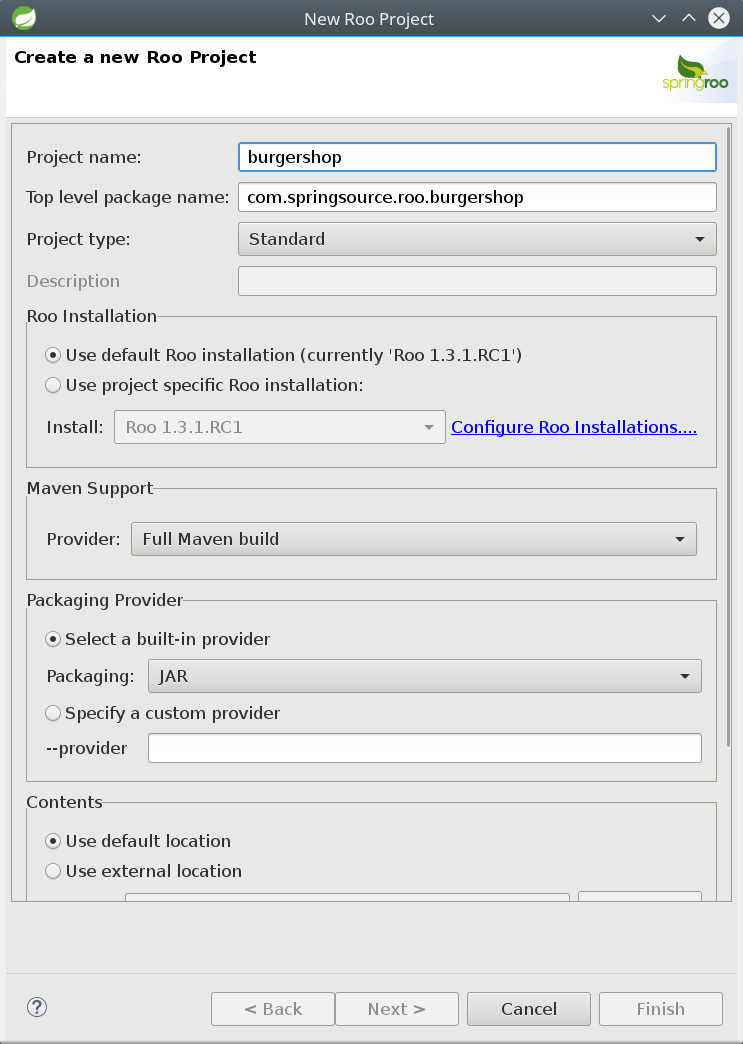 New Roo Project
Create a new Roo Project
springroo
Project name: burgershop
Top level package name: com.springsource.roo.burgershop
Project type: Standard
Description
Roo Installation
Use default Roo installation (currently 'Roo 1.3.1.RC1')
Use project specific Roo installation:
Install: Roo 1.3.1.RC1 Configure Roo Installations....
Maven Support
Provider: Full Maven build
Packaging Provider
Select a built-in provider
Packaging: JAR
Specify a custom provider
--provider
Contents
Use default location
Use external location
? < Back Next > Cancel Finish